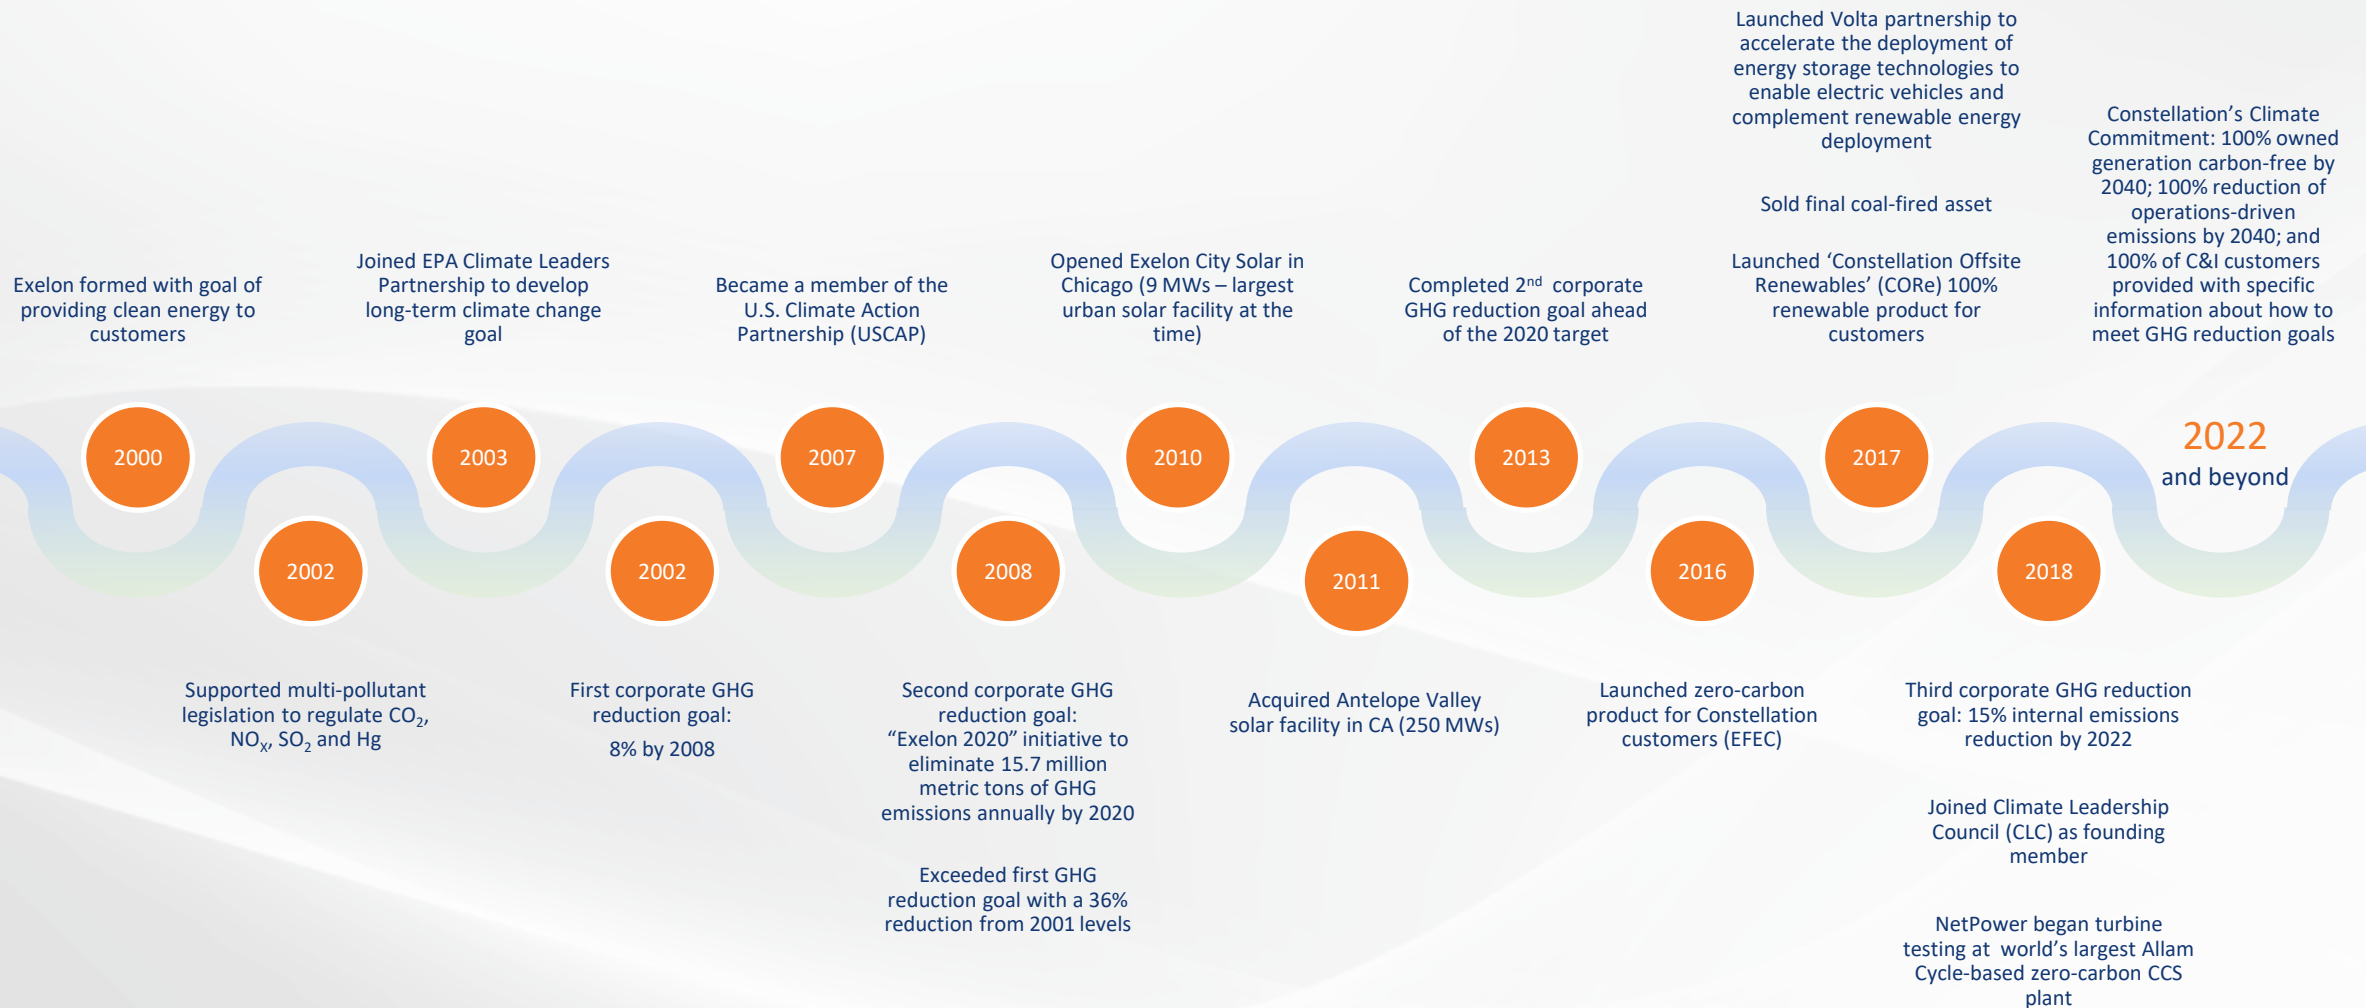 Exelon formed with goal of
providing clean energy to
customers
2000
2002
Supported multi-pollutant
legislation to regulate CO₂,
NOₓ, SO₂ and Hg
Joined EPA Climate Leaders
Partnership to develop
long-term climate change
goal
2003
2002
First corporate GHG
reduction goal:
8% by 2008
Became a member of the
U.S. Climate Action
Partnership (USCAP)
2007
2008
Second corporate GHG
reduction goal:
“Exelon 2020” initiative to
eliminate 15.7 million
metric tons of GHG
emissions annually by 2020
Exceeded first GHG
reduction goal with a 36%
reduction from 2001 levels
Opened Exelon City Solar in
Chicago (9 MWs – largest
urban solar facility at the
time)
2010
2011
Acquired Antelope Valley
solar facility in CA (250 MWs)
Completed 2nd corporate
GHG reduction goal ahead
of the 2020 target
2013
2016
Launched zero-carbon
product for Constellation
customers (EFEC)
Launched Volta partnership to
accelerate the deployment of
energy storage technologies to
enable electric vehicles and
complement renewable energy
deployment
Sold final coal-fired asset
Launched ‘Constellation Offsite
Renewables’ (CORe) 100%
renewable product for
customers
2017
2018
Third corporate GHG reduction
goal: 15% internal emissions
reduction by 2022
Joined Climate Leadership
Council (CLC) as founding
member
NetPower began turbine
testing at world’s largest Allam
Cycle-based zero-carbon CCS
plant
Constellation’s Climate
Commitment: 100% owned
generation carbon-free by
2040; 100% reduction of
operations-driven
emissions by 2040; and
100% of C&I customers
provided with specific
information about how to
meet GHG reduction goals
2022
and beyond